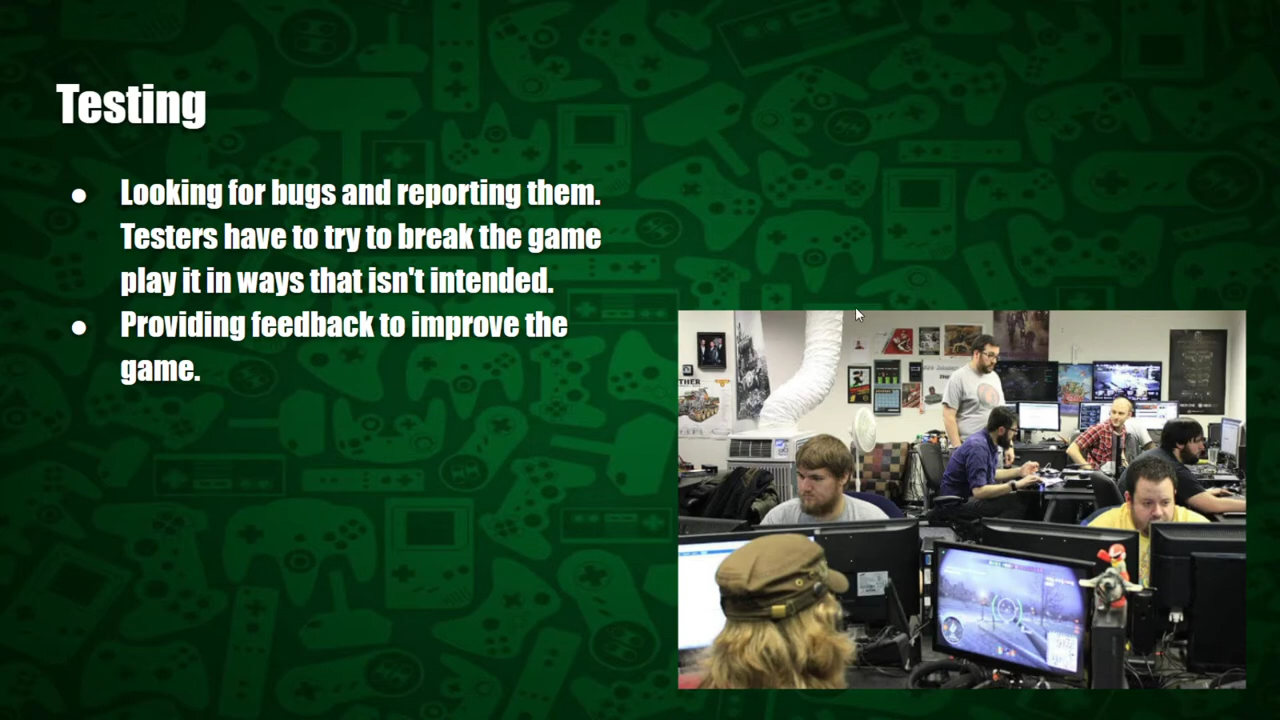 Testing
● Looking for bugs and reporting them.
Testers have to try to break the game
play it in ways that isn't intended.
● Providing feedback to improve the
game.